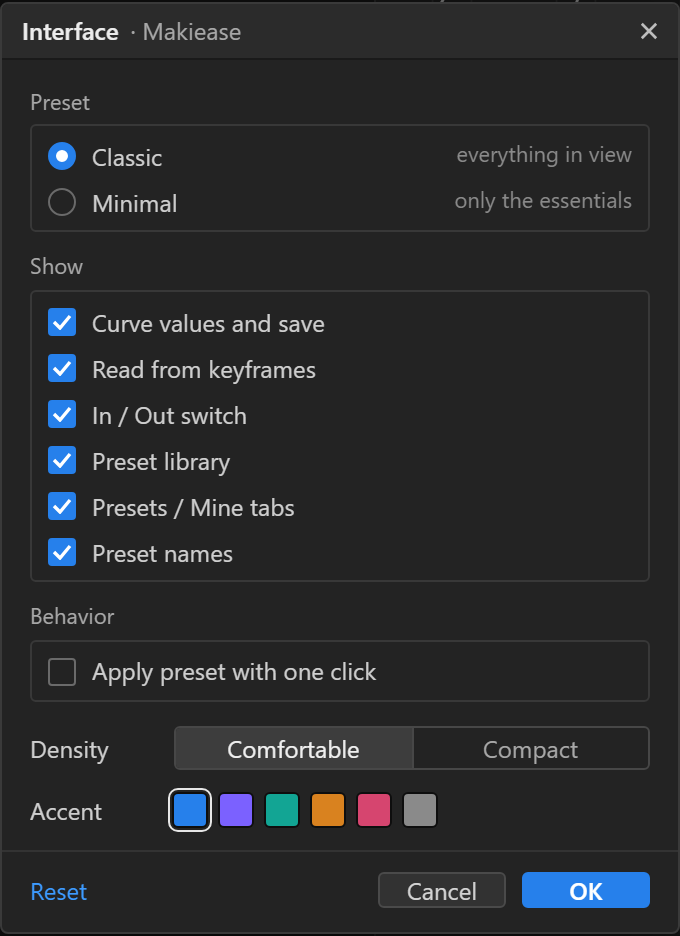 Interface · Makiease
Preset
Classic everything in view
Minimal only the essentials
Show
Curve values and save
Read from keyframes
In / Out switch
Preset library
Presets / Mine tabs
Preset names
Behavior
Apply preset with one click
Density Comfortable Compact
Accent
Reset Cancel OK